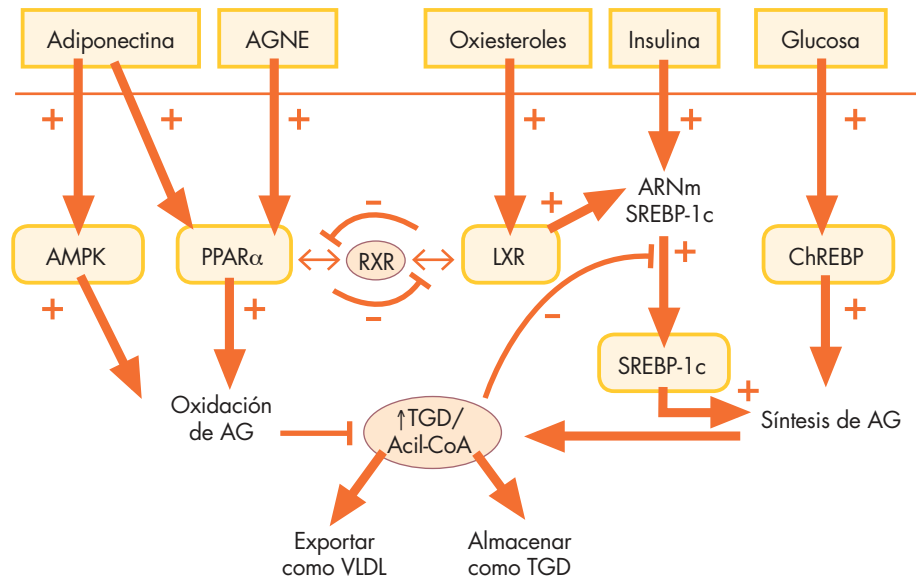 Adiponectina
AGNE
Oxiesteroles
Insulina
Glucosa
+
+
+
+
+
+
ARNm
SREBP-1c
+
−
AMPK
PPARα
RXR
LXR
ChREBP
+
+
−
−
+
+
SREBP-1c
+
Oxidación
de AG
↑TGD/
Acil-CoA
Síntesis de AG
Exportar
como VLDL
Almacenar
como TGD